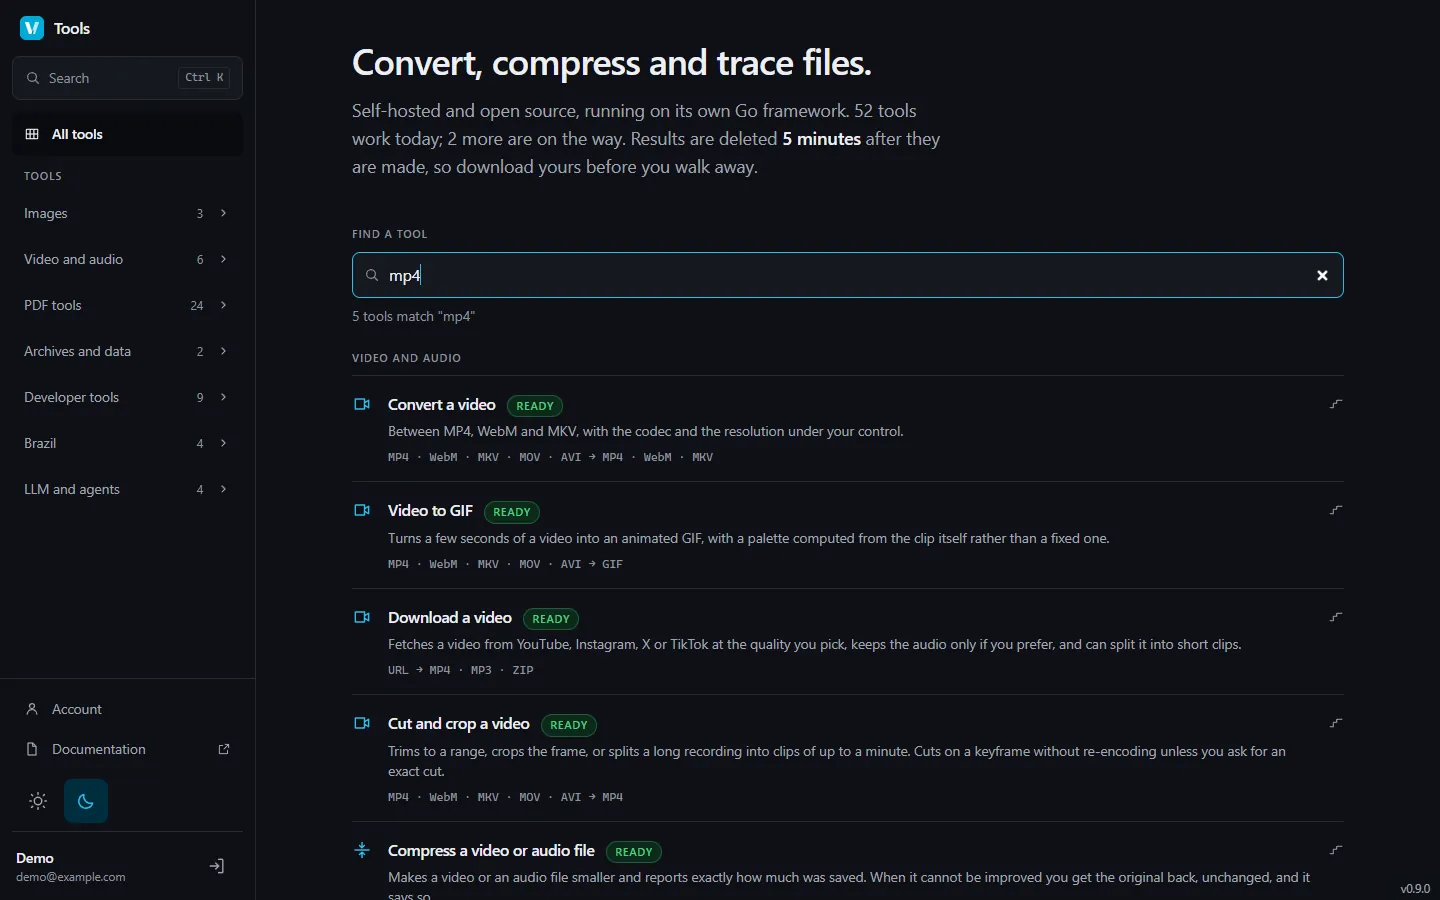 Tools
Search Ctrl K
All tools
TOOLS
Images 3
Video and audio 6
PDF tools 24
Archives and data 2
Developer tools 9
Brazil 4
LLM and agents 4
Account
Documentation
Demo
demo@example.com
Convert, compress and trace files.
Self-hosted and open source, running on its own Go framework. 52 tools
work today; 2 more are on the way. Results are deleted 5 minutes after they
are made, so download yours before you walk away.
FIND A TOOL
mp4
5 tools match "mp4"
VIDEO AND AUDIO
Convert a video READY
Between MP4, WebM and MKV, with the codec and the resolution under your control.
MP4 · WebM · MKV · MOV · AVI → MP4 · WebM · MKV
Video to GIF READY
Turns a few seconds of a video into an animated GIF, with a palette computed from the clip itself rather than a fixed one.
MP4 · WebM · MKV · MOV · AVI → GIF
Download a video READY
Fetches a video from YouTube, Instagram, X or TikTok at the quality you pick, keeps the audio only if you prefer, and can split it into short clips.
URL → MP4 · MP3 · ZIP
Cut and crop a video READY
Trims to a range, crops the frame, or splits a long recording into clips of up to a minute. Cuts on a keyframe without re-encoding unless you ask for an
exact cut.
MP4 · WebM · MKV · MOV · AVI → MP4
Compress a video or audio file READY
Makes a video or an audio file smaller and reports exactly how much was saved. When it cannot be improved you get the original back, unchanged, and it
says so.
v0.9.0